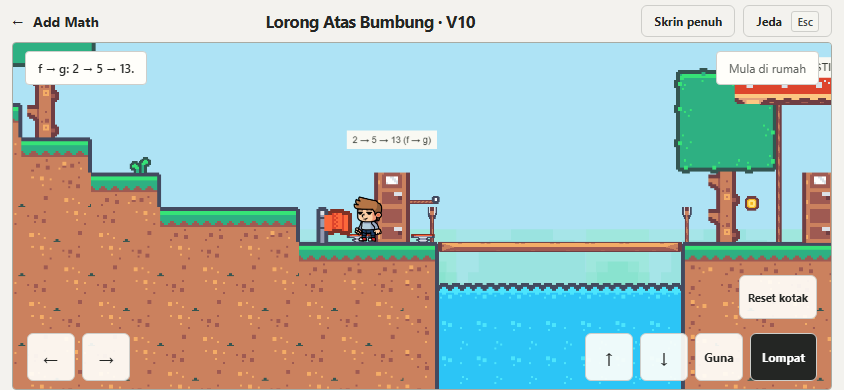 ← Add Math
Lorong Atas Bumbung · V10
Skrin penuh
Jeda Esc
f → g: 2 → 5 → 13.
Mula di rumah
2 → 5 → 13 (f → g)
Reset kotak
← →
↑ ↓ Guna Lompat